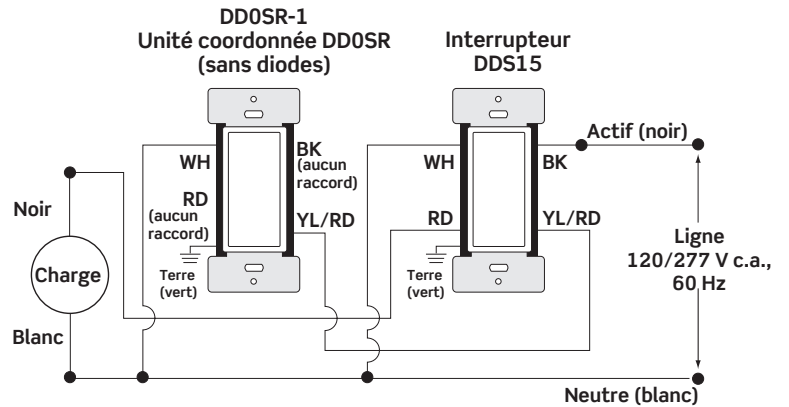 DD0SR-1
Unité coordonnée DD0SR
(sans diodes)
Interrupteur
DDS15
WH
BK
(aucun
raccord)
RD
(aucun
raccord)
YL/RD
Terre
(vert)
WH
BK
RD
YL/RD
Terre
(vert)
Actif (noir)
Noir
Charge
Blanc
Ligne
120/277 V c.a.,
60 Hz
Neutre (blanc)